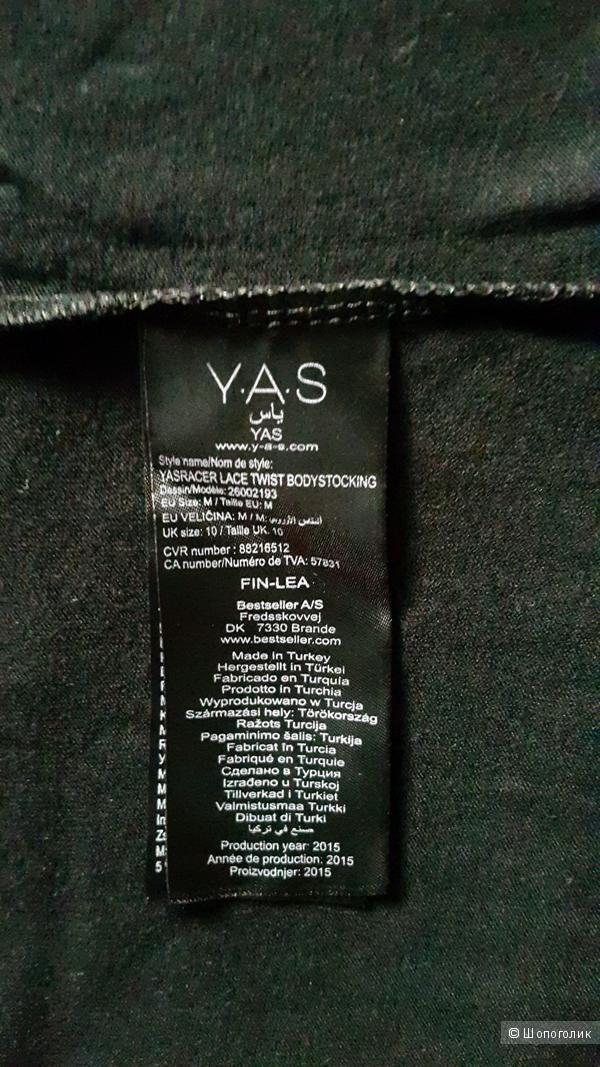 Y.A.S
ياس
YAS
www.y-a-s.com
Style name/Nom de style:
YASRACER LACE TWIST BODYSTOCKING
Dessin/Modèle: 26002193
EU Size: M / Taille EU: M
EU VELIČINA: M / M:
UK size: 10 / Taille UK: 10
CVR number : 88216512
CA number/Numéro de TVA: 57831
FIN-LEA
Bestseller A/S
Fredsskovvej
DK 7330 Brande
www.bestseller.com
Made in Turkey
Hergestellt in Türkei
Fabricado en Turquía
Prodotto in Turchia
Wyprodukowano w Turcja
Származási hely: Törökország
Ražots Turcija
Pagaminimo šalis: Turkija
Fabricat în Turcia
Fabriqué en Turquie
Сделано в Турция
Izrađeno u Turskoj
Tillverkad i Turkiet
Valmistusmaa Turkki
Dibuat di Turki
صنع في تركيا
Production year: 2015
Année de production: 2015
Proizvodnjer: 2015
© Шопоголик